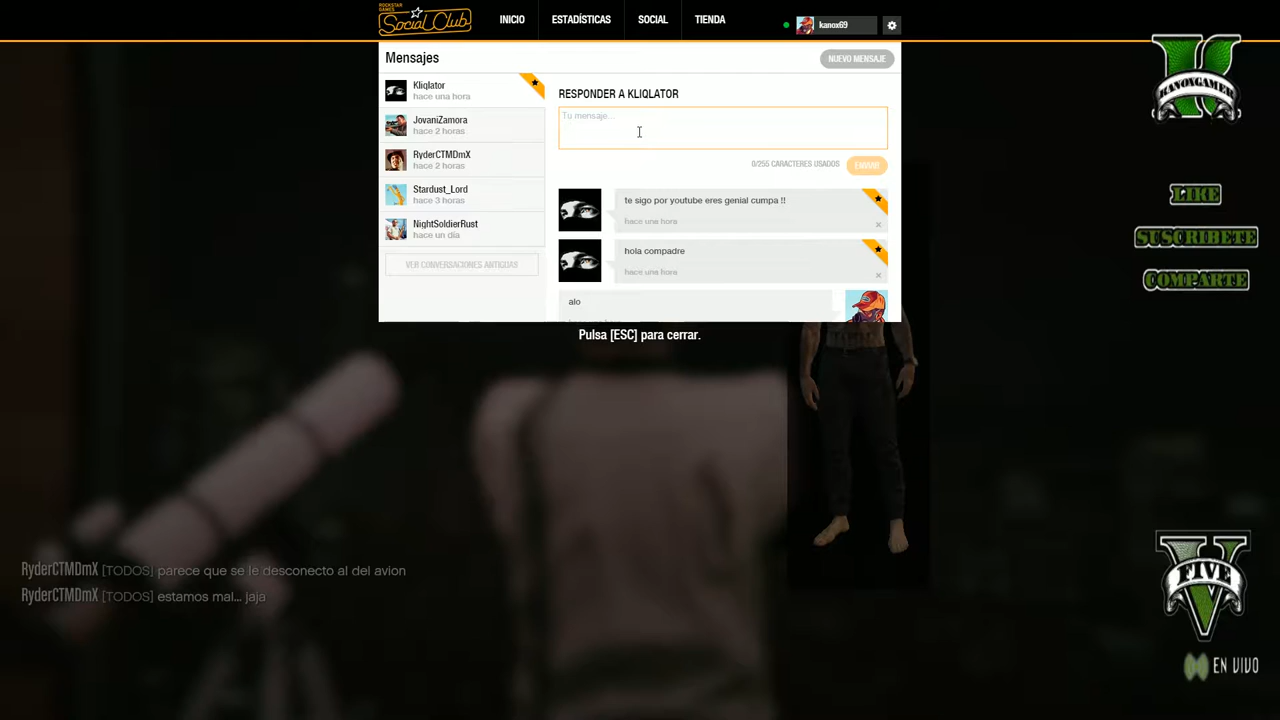 ROCKSTAR GAMES
Social Club
INICIO
ESTADÍSTICAS
SOCIAL
TIENDA
kanox69
Mensajes
NUEVO MENSAJE
Kliqlator
hace una hora
JovaniZamora
hace 2 horas
RyderCTMDmX
hace 2 horas
Stardust_Lord
hace 3 horas
NightSoldierRust
hace un día
VER CONVERSACIONES ANTIGUAS
RESPONDER A KLIQLATOR
Tu mensaje...
0/255 CARACTERES USADOS
ENVIAR
te sigo por youtube eres genial cumpa !!
hace una hora
hola compadre
hace una hora
alo
Pulsa [ESC] para cerrar.
RyderCTMDmX [TODOS] parece que se le desconecto al del avion
RyderCTMDmX [TODOS] estamos mal... jaja
KANOXGAMER
LIKE
SUSCRIBETE
COMPARTE
V
FIVE
EN VIVO